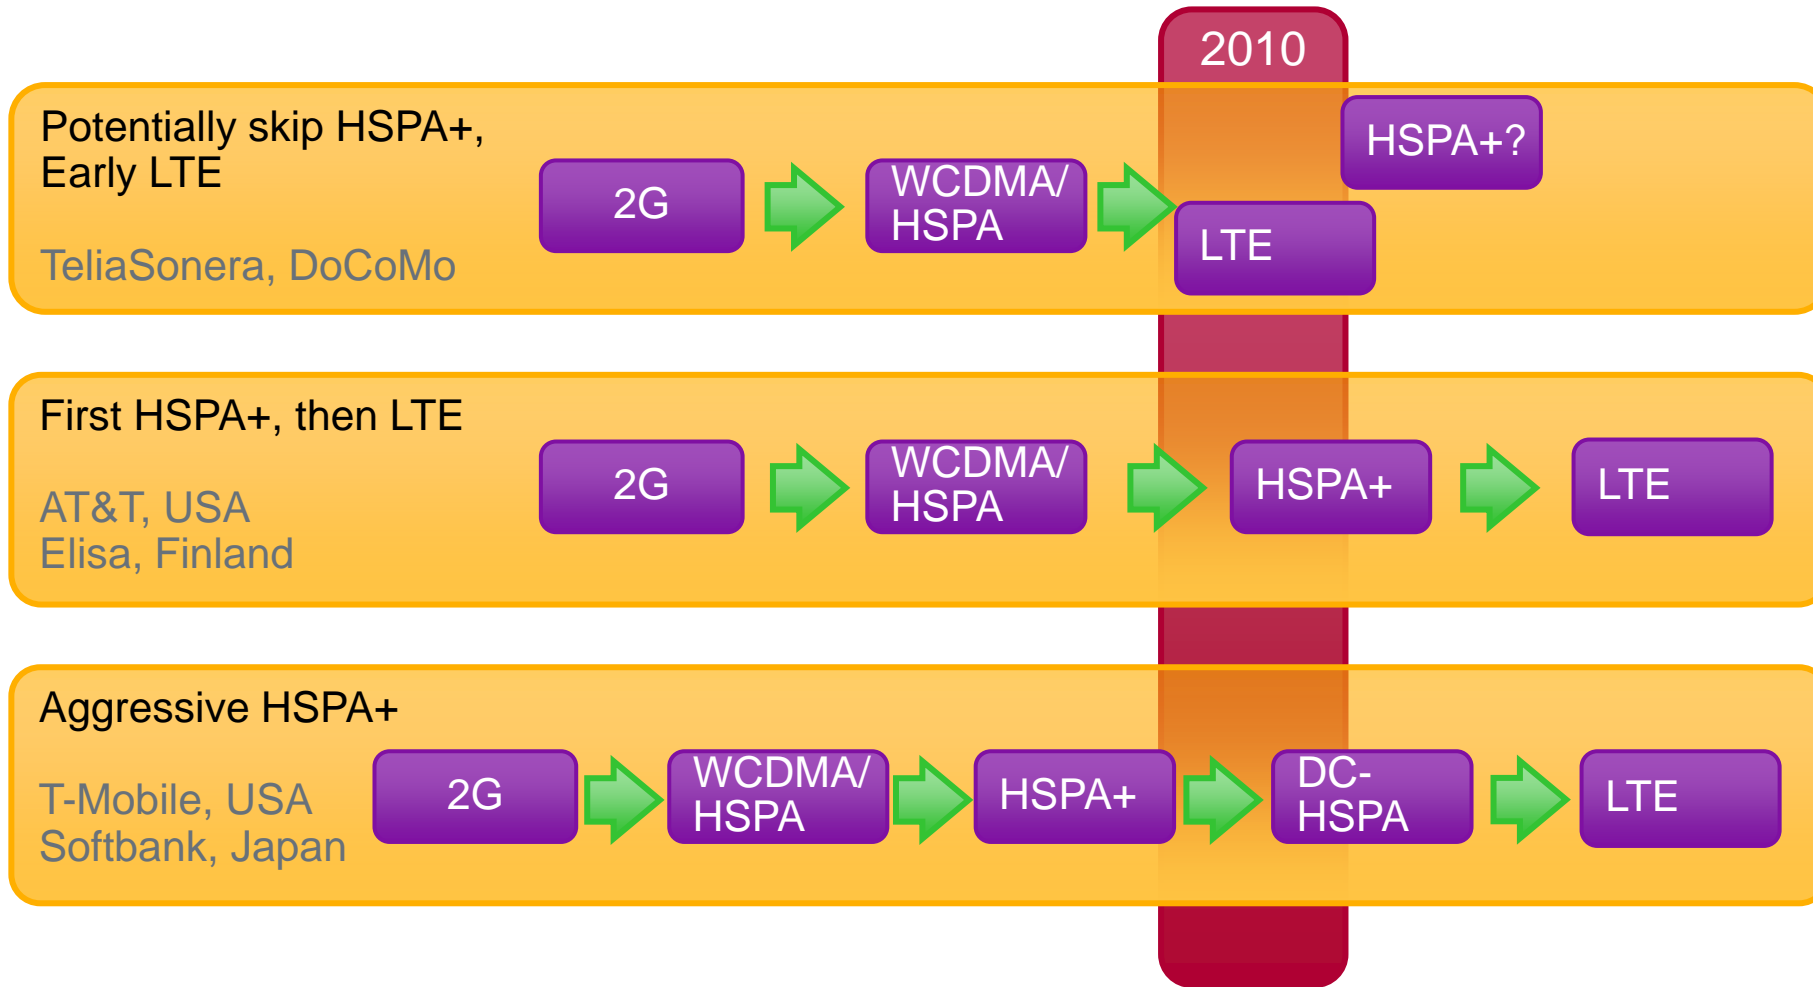 2010
Potentially skip HSPA+,
Early LTE
TeliaSonera, DoCoMo
2G
WCDMA/
HSPA
LTE
HSPA+?
First HSPA+, then LTE
AT&T, USA
Elisa, Finland
2G
WCDMA/
HSPA
HSPA+
LTE
Aggressive HSPA+
T-Mobile, USA
Softbank, Japan
2G
WCDMA/
HSPA
HSPA+
DC-
HSPA
LTE